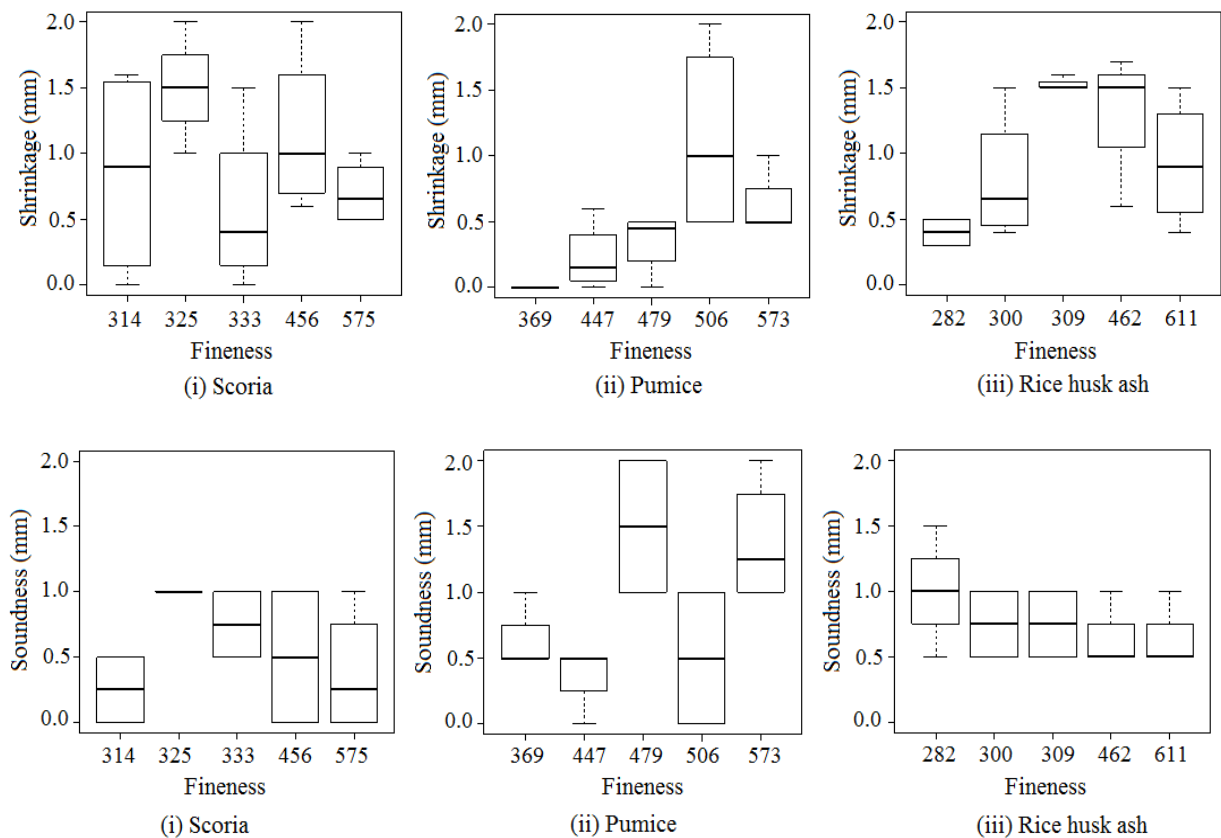 Shrinkage (mm)
2.0
1.5
1.0
0.5
0.0
314 325 333 456 575
Fineness
(i) Scoria
Shrinkage (mm)
2.0
1.5
1.0
0.5
0.0
369 447 479 506 573
Fineness
(ii) Pumice
Shrinkage (mm)
2.0
1.5
1.0
0.5
0.0
282 300 309 462 611
Fineness
(iii) Rice husk ash
Soundness (mm)
2.0
1.5
1.0
0.5
0.0
314 325 333 456 575
Fineness
(i) Scoria
Soundness (mm)
2.0
1.5
1.0
0.5
0.0
369 447 479 506 573
Fineness
(ii) Pumice
Soundness (mm)
2.0
1.5
1.0
0.5
0.0
282 300 309 462 611
Fineness
(iii) Rice husk ash